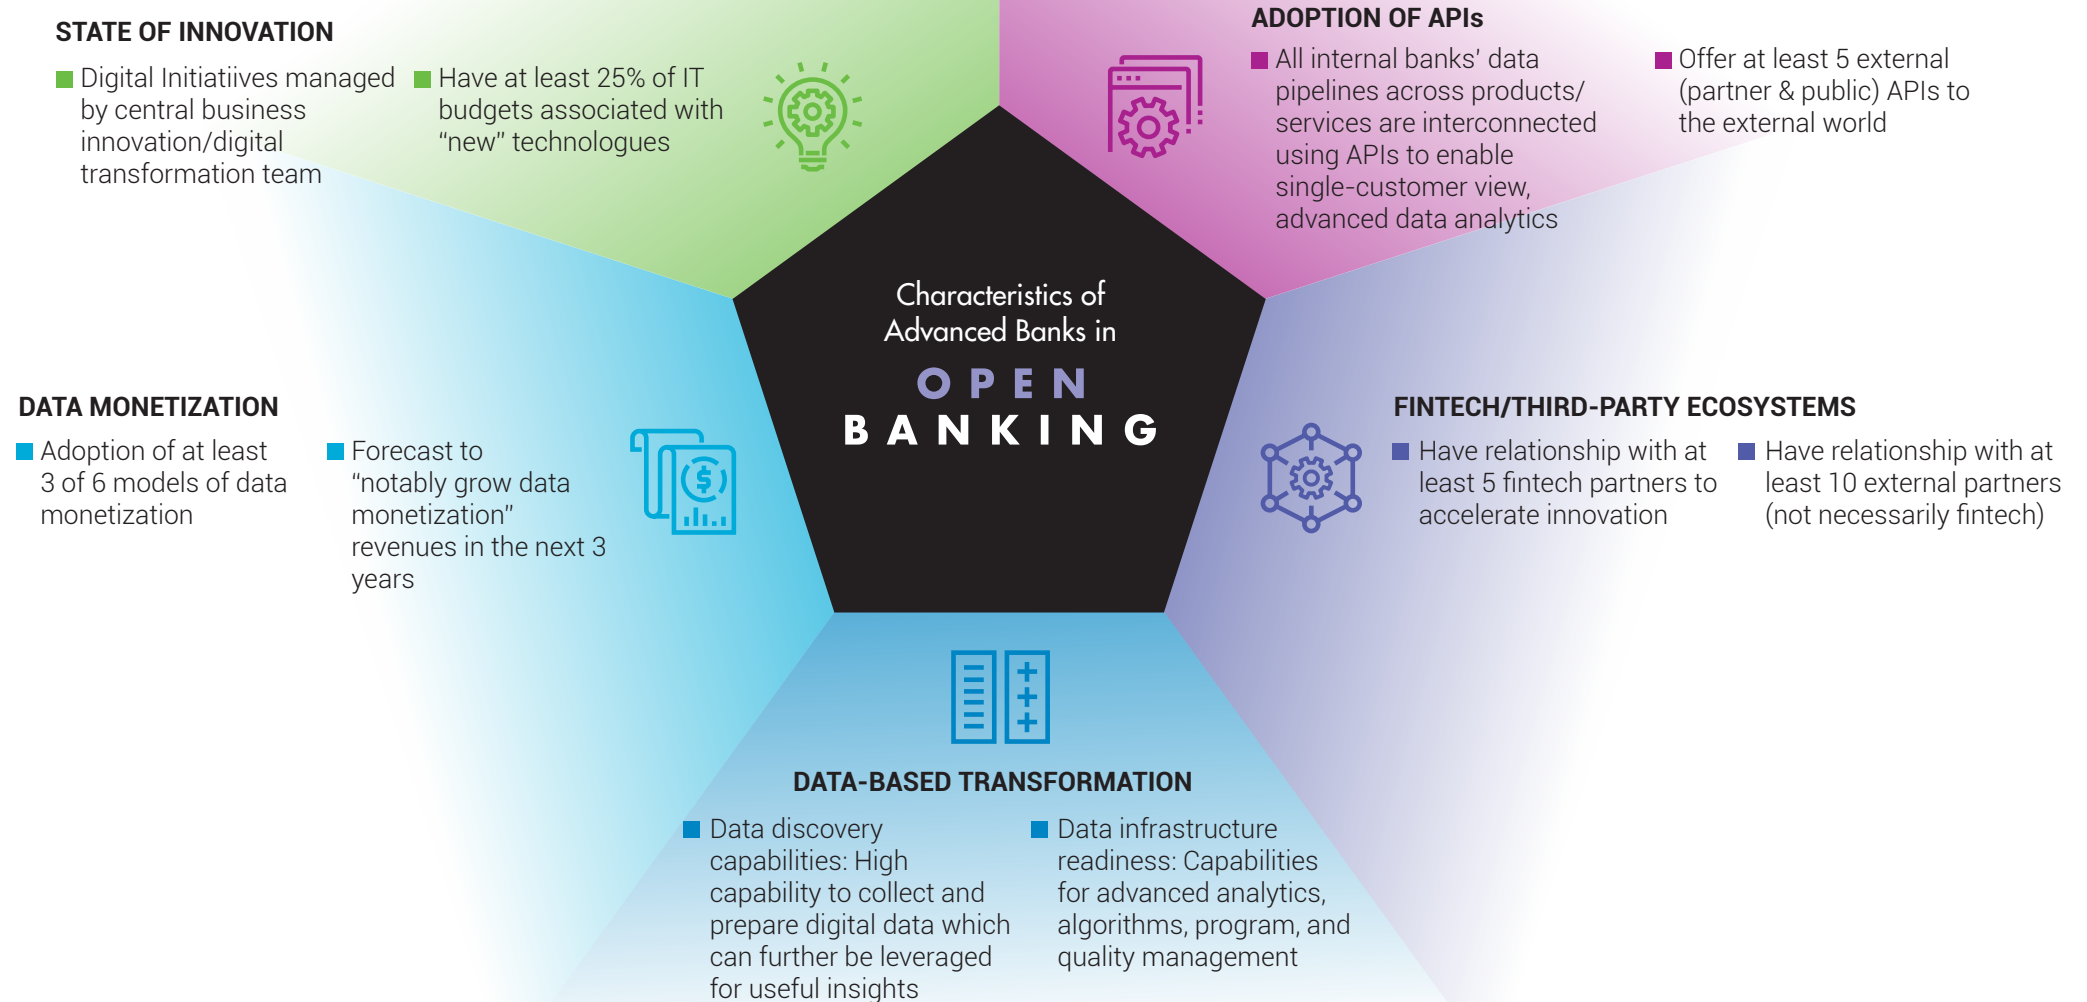 STATE OF INNOVATION
Digital Initiatiives managed
by central business
innovation/digital
transformation team
Have at least 25% of IT
budgets associated with
“new” technologues
ADOPTION OF APIs
All internal banks’ data
pipelines across products/
services are interconnected
using APIs to enable
single-customer view,
advanced data analytics
Offer at least 5 external
(partner & public) APIs to
the external world
Characteristics of
Advanced Banks in
OPEN
BANKING
DATA MONETIZATION
Adoption of at least
3 of 6 models of data
monetization
Forecast to
“notably grow data
monetization”
revenues in the next 3
years
FINTECH/THIRD-PARTY ECOSYSTEMS
Have relationship with at
least 5 fintech partners to
accelerate innovation
Have relationship with at
least 10 external partners
(not necessarily fintech)
DATA-BASED TRANSFORMATION
Data discovery
capabilities: High
capability to collect and
prepare digital data which
can further be leveraged
for useful insights
Data infrastructure
readiness: Capabilities
for advanced analytics,
algorithms, program, and
quality management